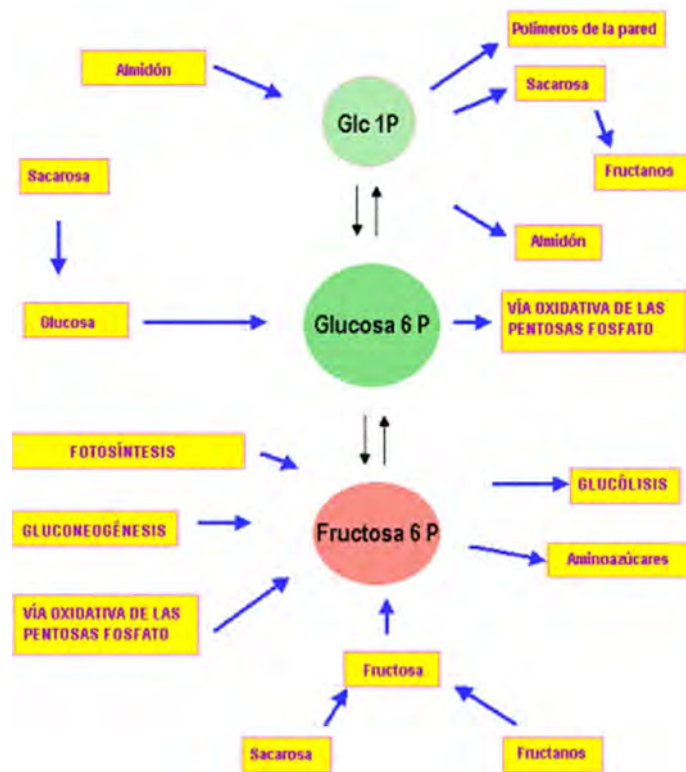 Polímeros de la pared
Almidón
Sacarosa
Glc 1P
Fructanos
Sacarosa
Almidón
Glucosa
Glucosa 6 P
VÍA OXIDATIVA DE LAS
PENTOSAS FOSFATO
FOTOSÍNTESIS
GLUCÓLISIS
GLUCONEOGÉNESIS
Fructosa 6 P
Aminoazúcares
VÍA OXIDATIVA DE LAS
PENTOSAS FOSFATO
Fructosa
Sacarosa
Fructanos